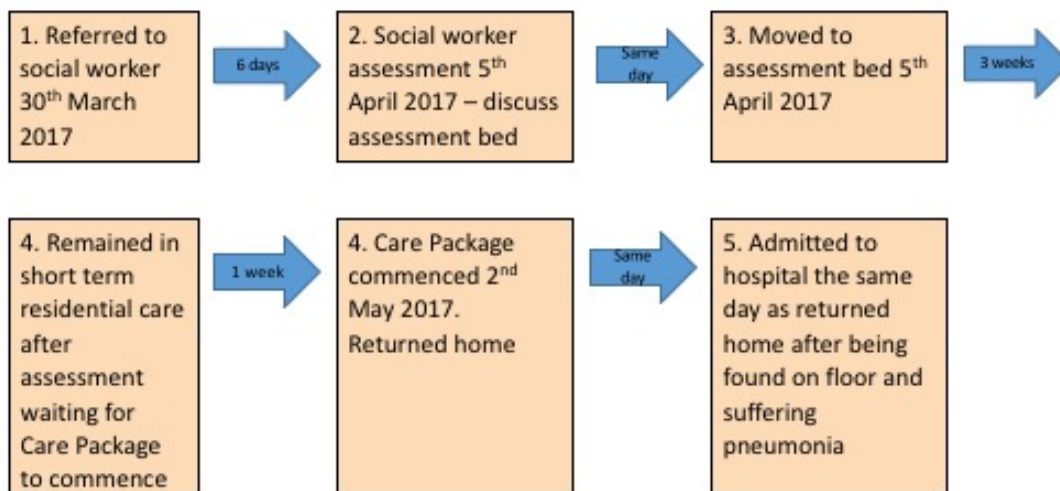 1. Referred to
social worker
30th March
2017
6 days
2. Social worker
assessment 5th
April 2017 – discuss
assessment bed
Same
day
3. Moved to
assessment bed 5th
April 2017
3 weeks
4. Remained in
short term
residential care
after
assessment
waiting for
Care Package
to commence
1 week
4. Care Package
commenced 2nd
May 2017.
Returned home
Same
day
5. Admitted to
hospital the same
day as returned
home after being
found on floor and
suffering
pneumonia